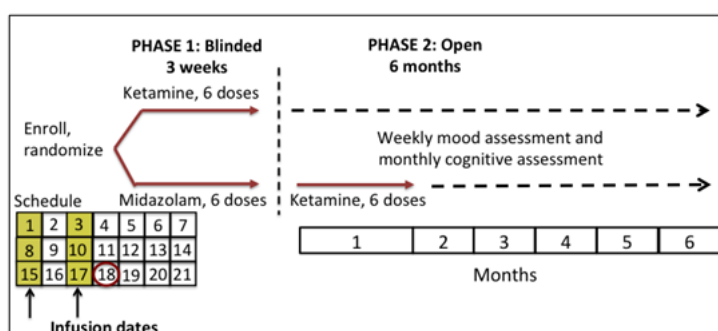 PHASE 1: Blinded
3 weeks
PHASE 2: Open
6 months
Ketamine, 6 doses
Enroll,
randomize
Weekly mood assessment and
monthly cognitive assessment
Midazolam, 6 doses
Ketamine, 6 doses
Schedule
1 2 3 4 5 6 7
8 9 10 11 12 13 14
15 16 17 18 19 20 21
1 2 3 4 5 6
Months
Infusion dates